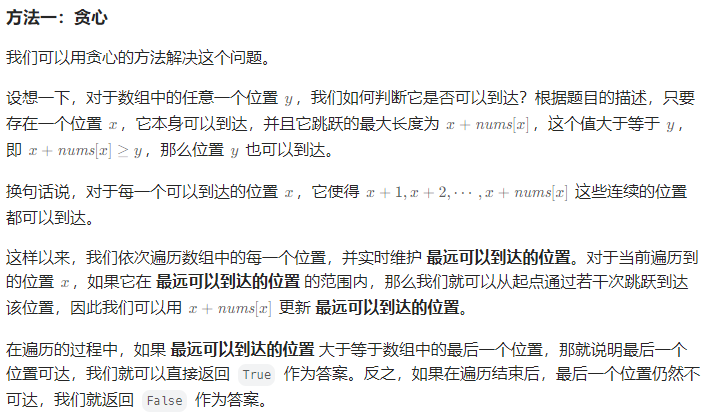 方法一：贪心
我们可以用贪心的方法解决这个问题。
设想一下，对于数组中的任意一个位置 y，我们如何判断它是否可以到达？根据题目的描述，只要
存在一个位置 x，它本身可以到达，并且它跳跃的最大长度为 x + nums[x]，这个值大于等于 y，
即 x + nums[x] ≥ y，那么位置 y 也可以到达。
换句话说，对于每一个可以到达的位置 x，它使得 x + 1, x + 2, ⋯ , x + nums[x] 这些连续的位置
都可以到达。
这样以来，我们依次遍历数组中的每一个位置，并实时维护 最远可以到达的位置。对于当前遍历到
的位置 x，如果它在 最远可以到达的位置 的范围内，那么我们就可以从起点通过若干次跳跃到达
该位置，因此我们可以用 x + nums[x] 更新 最远可以到达的位置。
在遍历的过程中，如果 最远可以到达的位置 大于等于数组中的最后一个位置，那就说明最后一个
位置可达，我们就可以直接返回 True 作为答案。反之，如果在遍历结束后，最后一个位置仍然不
可达，我们就返回 False 作为答案。